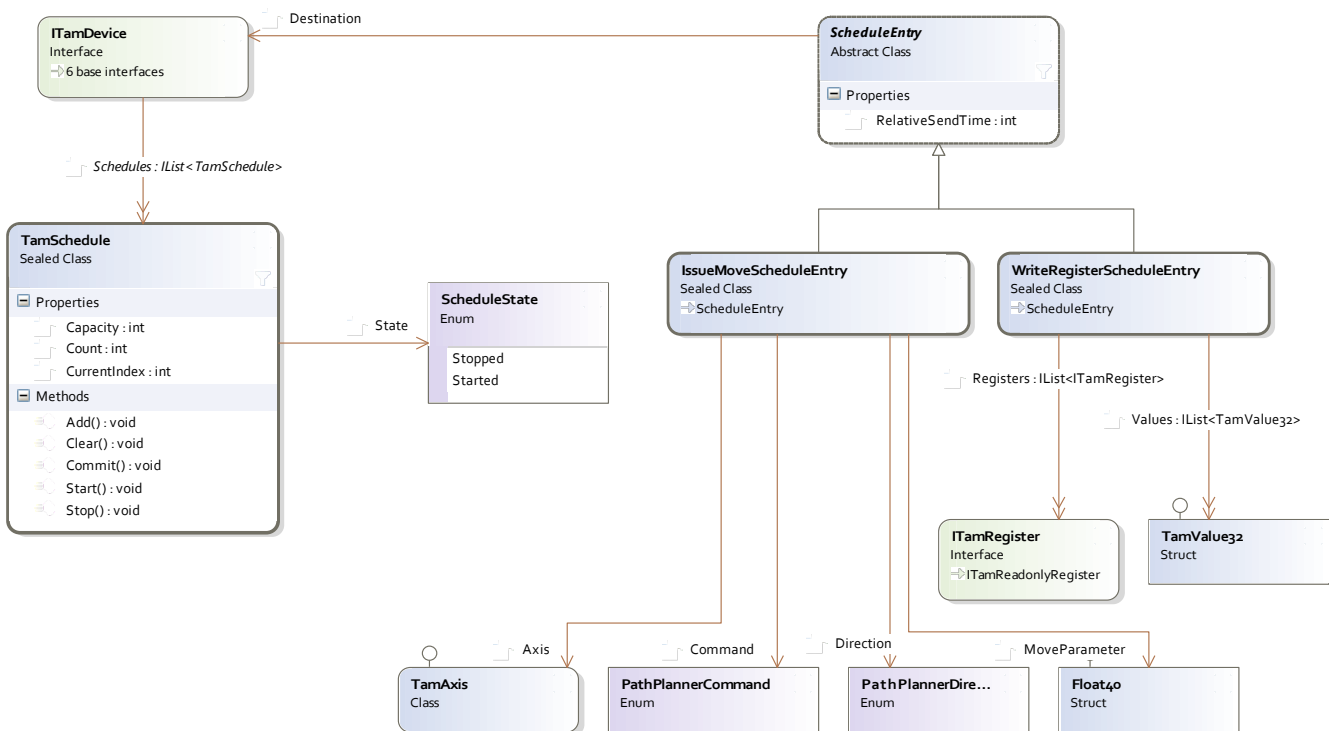 Destination
ITamDevice
Interface
6 base interfaces
ScheduleEntry
Abstract Class
Properties
RelativeSendTime : int
Schedules : IList<TamSchedule>
TamSchedule
Sealed Class
Properties
Capacity : int
Count : int
CurrentIndex : int
Methods
Add() : void
Clear() : void
Commit() : void
Start() : void
Stop() : void
State
ScheduleState
Enum
Stopped
Started
IssueMoveScheduleEntry
Sealed Class
ScheduleEntry
WriteRegisterScheduleEntry
Sealed Class
ScheduleEntry
Registers : IList<ITamRegister>
Values : IList<TamValue32>
ITamRegister
Interface
ITamReadonlyRegister
TamValue32
Struct
Axis
Command
Direction
MoveParameter
TamAxis
Class
PathPlannerCommand
Enum
PathPlannerDire...
Enum
Float40
Struct